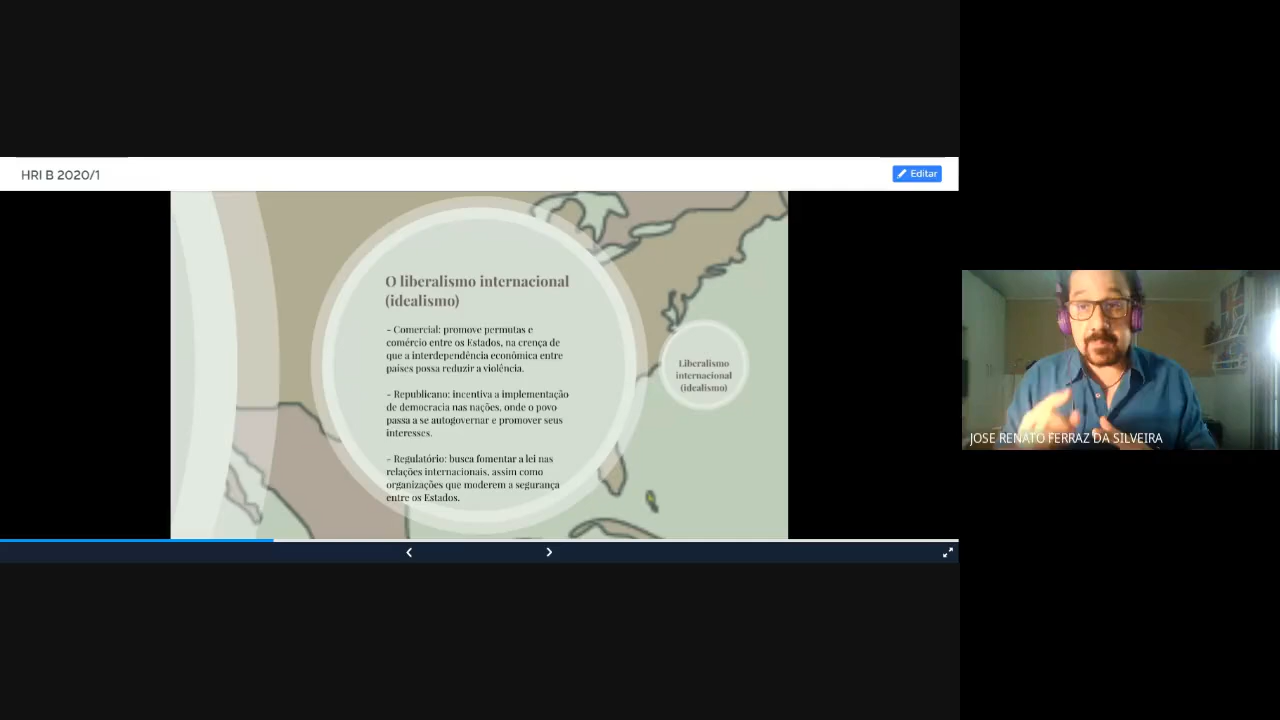 HRI B 2020/1
Editar
O liberalismo internacional
(idealismo)
- Comercial: promove permutas e
comércio entre os Estados, na crença de
que a interdependência econômica entre
países possa reduzir a violência.
- Republicano: incentiva a implementação
de democracia nas nações, onde o povo
passa a se autogovernar e promover seus
interesses.
- Regulatório: busca fomentar a lei nas
relações internacionais, assim como
organizações que moderem a segurança
entre os Estados.
Liberalismo
internacional
(idealismo)
JOSE RENATO FERRAZ DA SILVEIRA